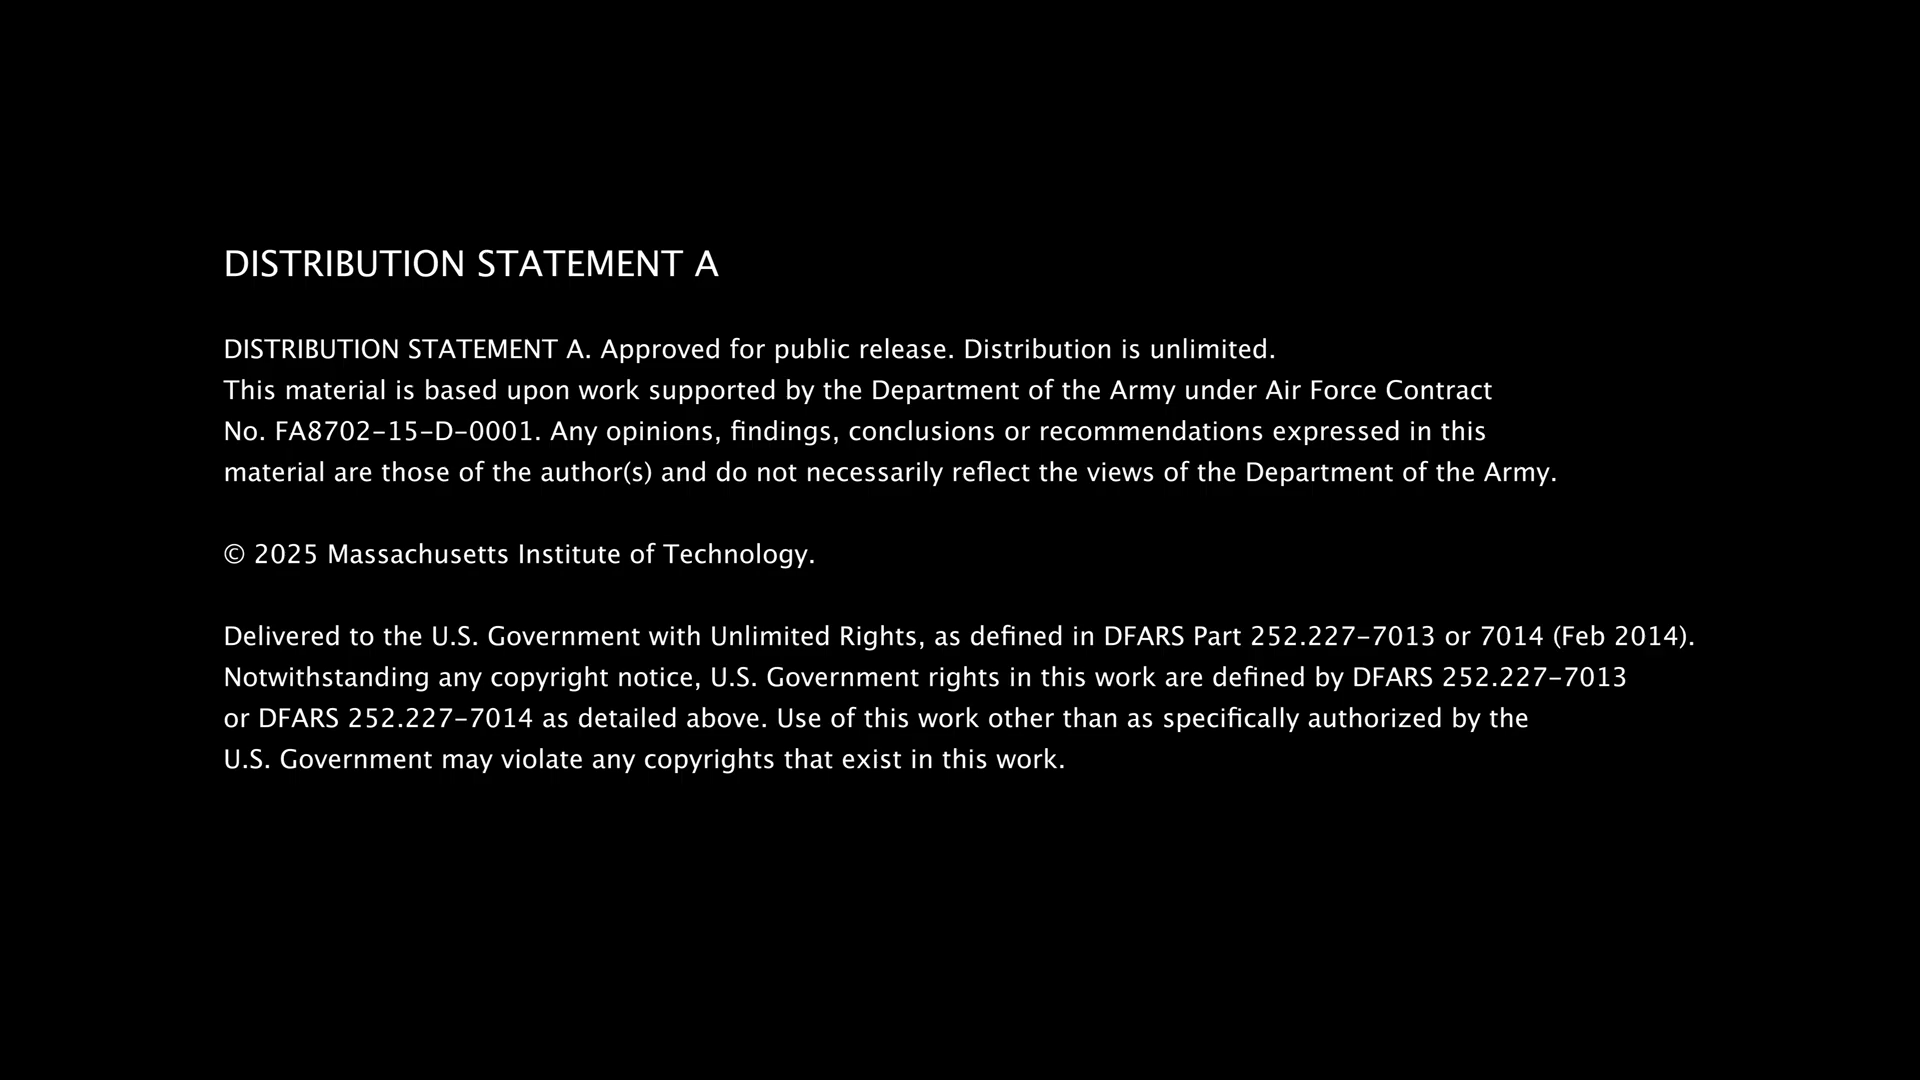 DISTRIBUTION STATEMENT A
DISTRIBUTION STATEMENT A. Approved for public release. Distribution is unlimited.
This material is based upon work supported by the Department of the Army under Air Force Contract
No. FA8702-15-D-0001. Any opinions, findings, conclusions or recommendations expressed in this
material are those of the author(s) and do not necessarily reflect the views of the Department of the Army.
© 2025 Massachusetts Institute of Technology.
Delivered to the U.S. Government with Unlimited Rights, as defined in DFARS Part 252.227-7013 or 7014 (Feb 2014).
Notwithstanding any copyright notice, U.S. Government rights in this work are defined by DFARS 252.227-7013
or DFARS 252.227-7014 as detailed above. Use of this work other than as specifically authorized by the
U.S. Government may violate any copyrights that exist in this work.